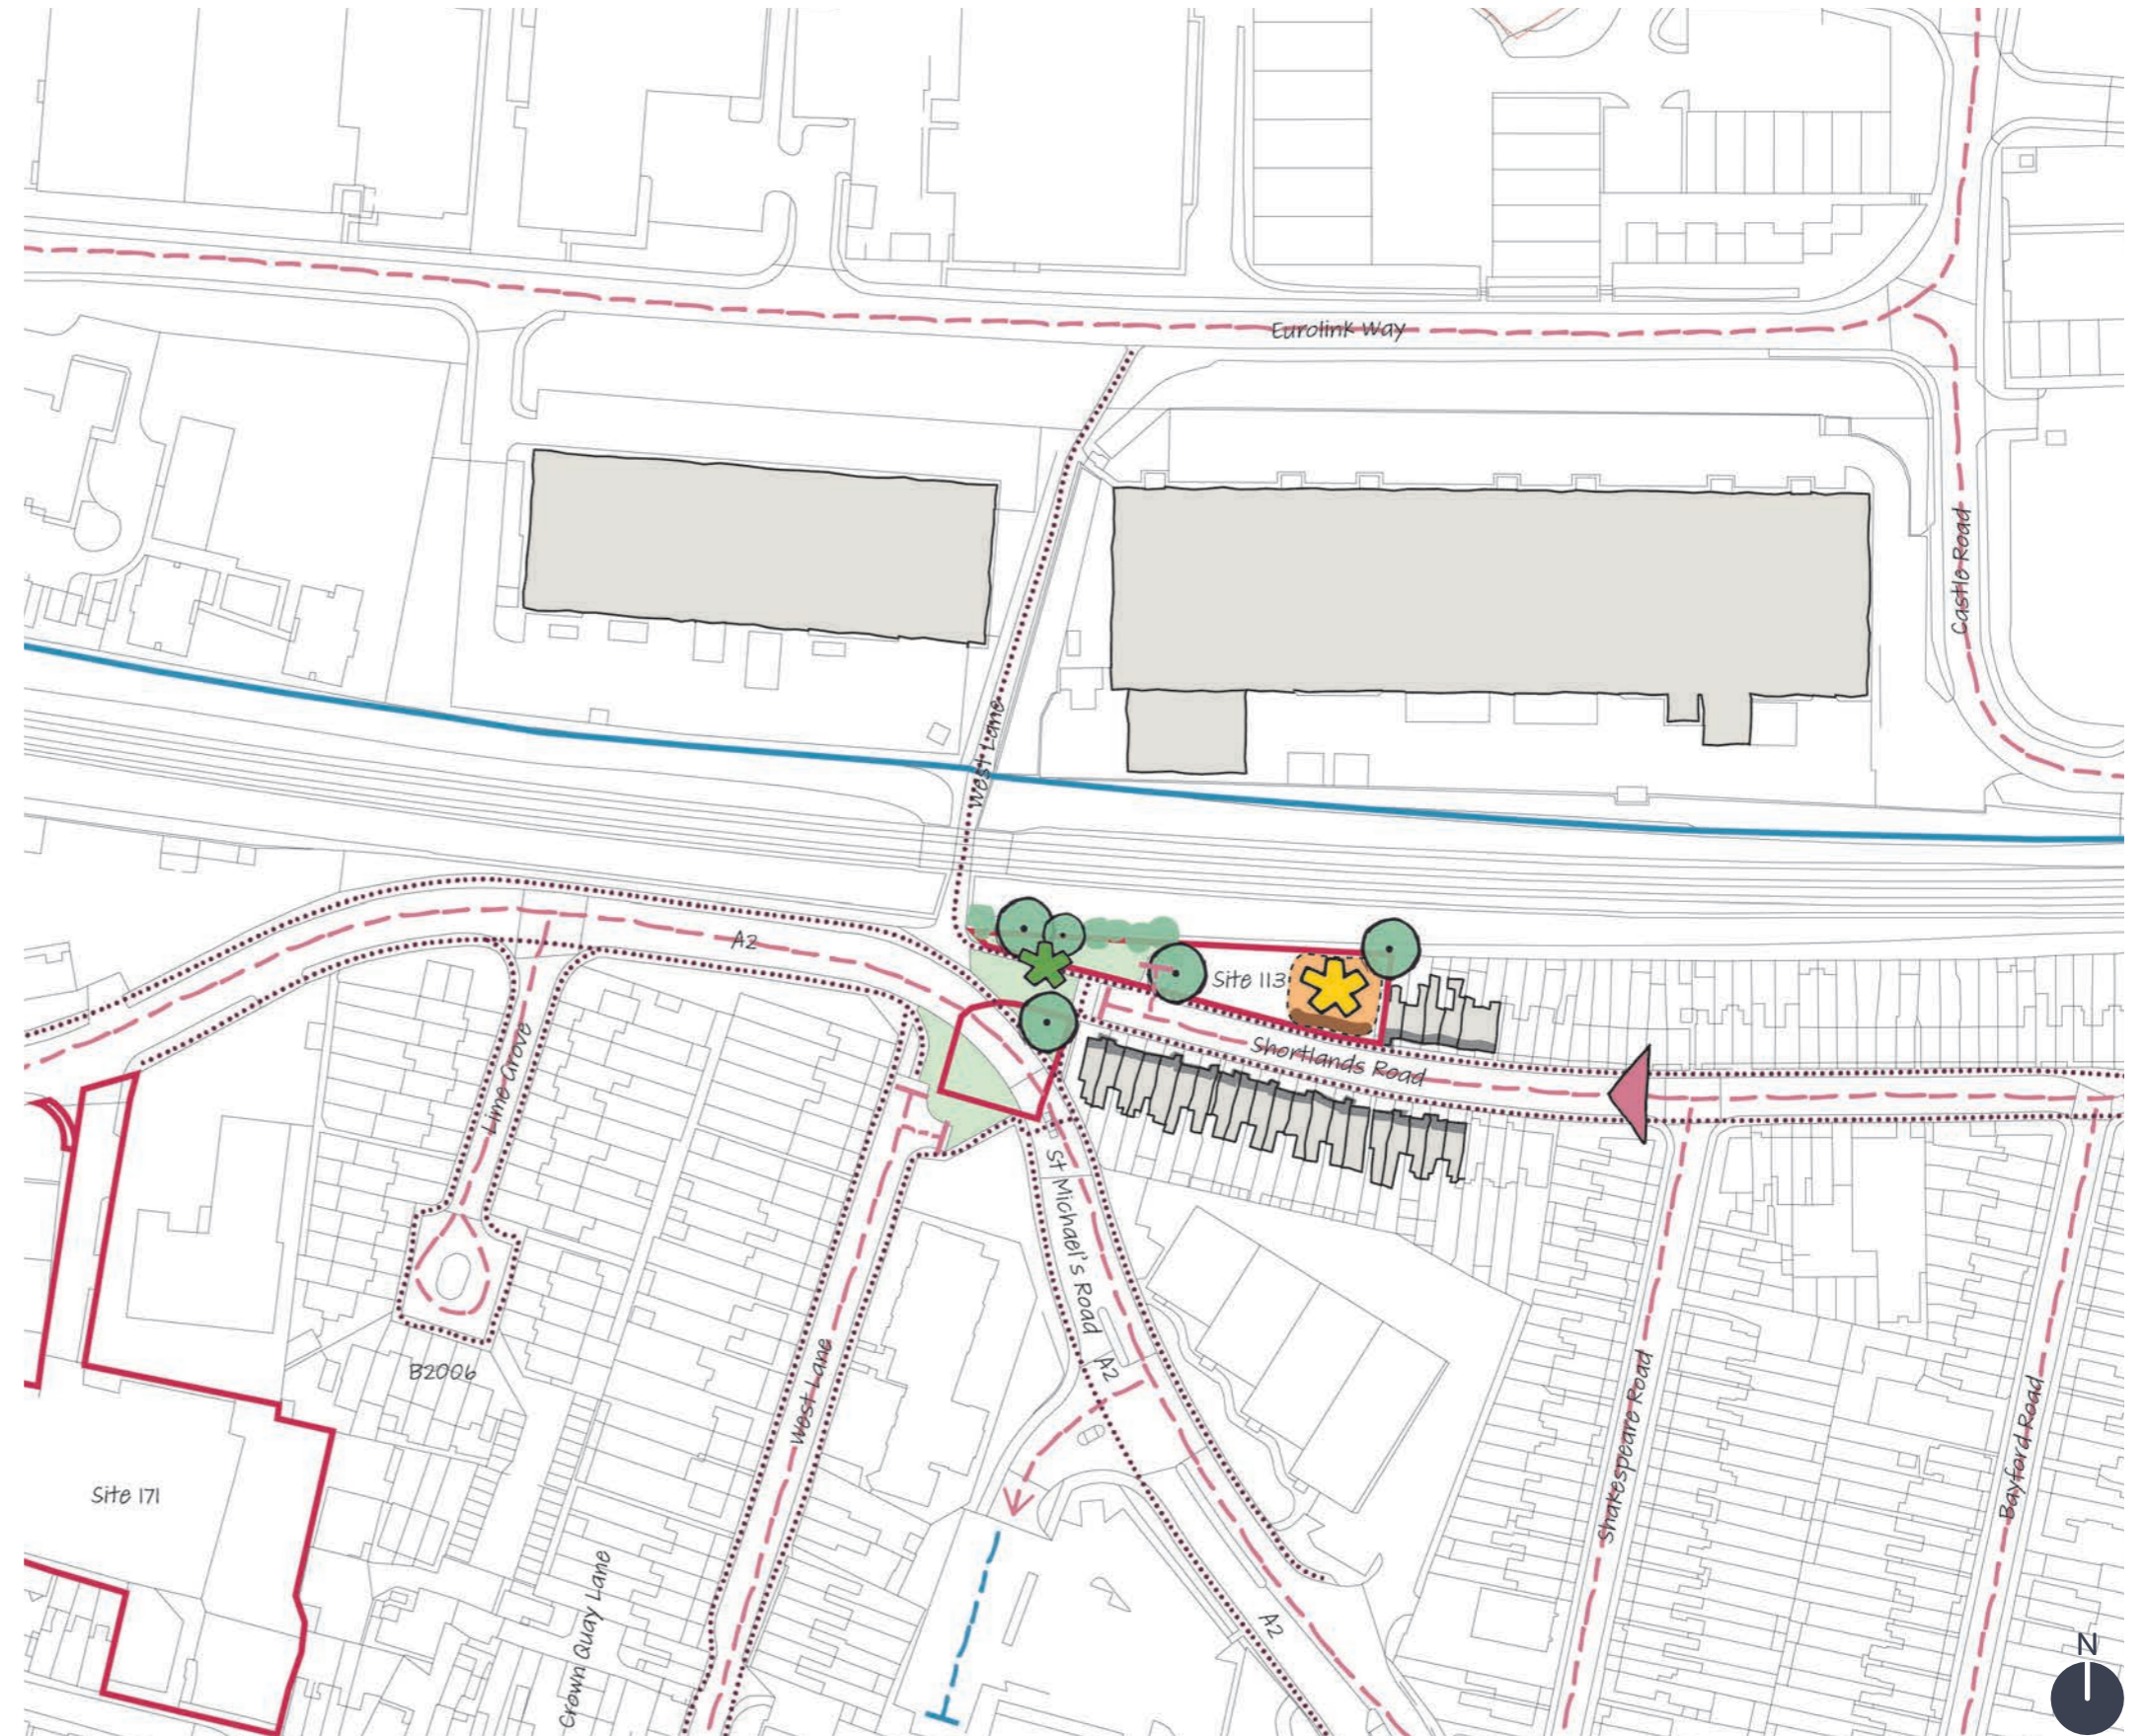 Eurolink Way
Castle Road
West Lane
A2
Site 113
Shortlands Road
Lime Grove
St Michael's Road
A2
B2006
West Lane
Shakespeare Road
Bayford Road
Site 171
Crown Quay Lane
A2
N